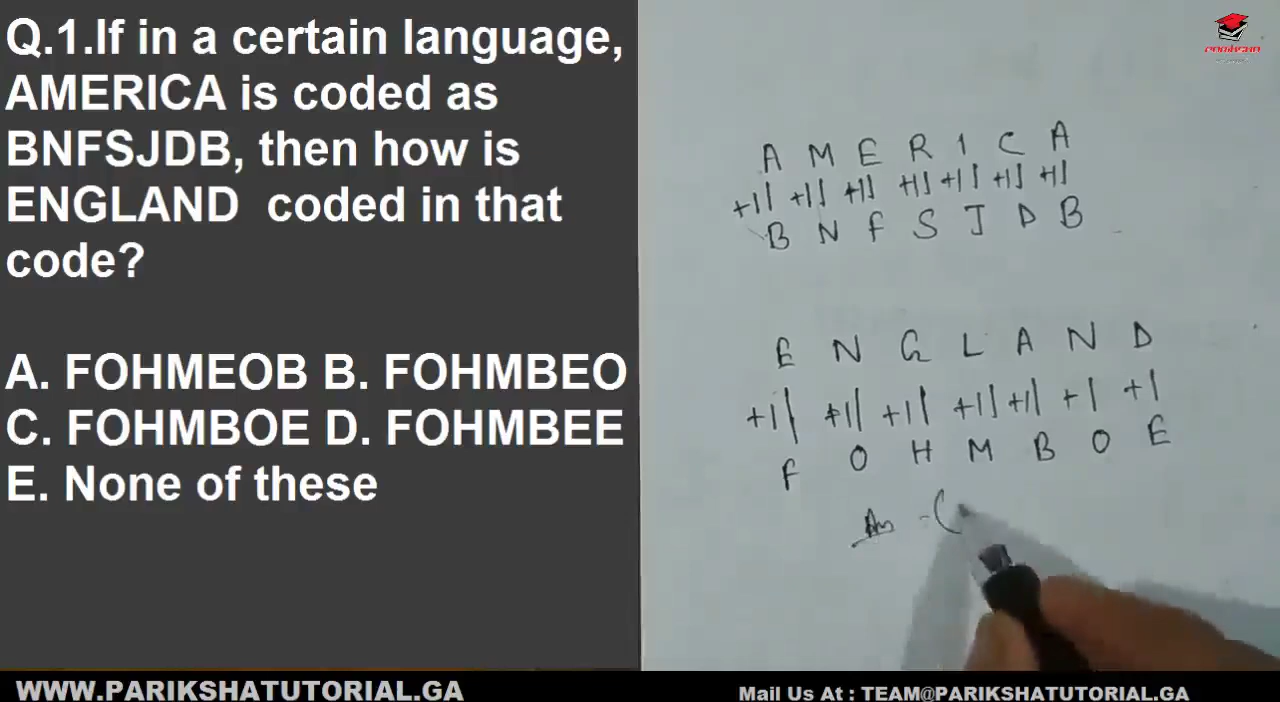 Q.1.If in a certain language,
AMERICA is coded as
BNFSJDB, then how is
ENGLAND coded in that
code?
A. FOHMEOB B. FOHMBEO
C. FOHMBOE D. FOHMBEE
E. None of these
A M E R I C A
+1 +1 +1 +1 +1 +1 +1
B N F S J D B
E N G L A N D
+1 +1 +1 +1 +1 +1 +1
F O H M B O E
Ans - (
WWW.PARIKSHATUTORIAL.GA
Mail Us At : TEAM@PARIKSHATUTORIAL.GA